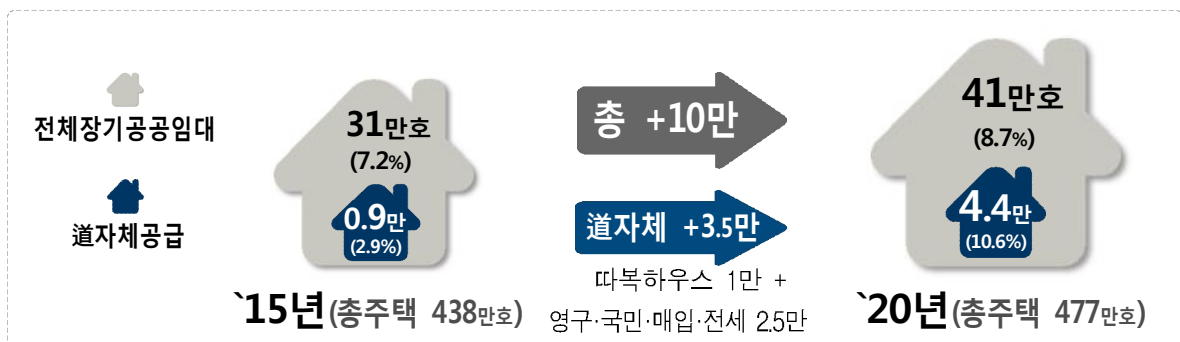 전체장기공공임대
道자체공급
31만호
(7.2%)
0.9만
(2.9%)
`15년(총주택 438만호)
총 +10만
道자체 +3.5만
따복하우스 1만 +
영구·국민·매입·전세 2.5만
41만호
(8.7%)
4.4만
(10.6%)
`20년(총주택 477만호)